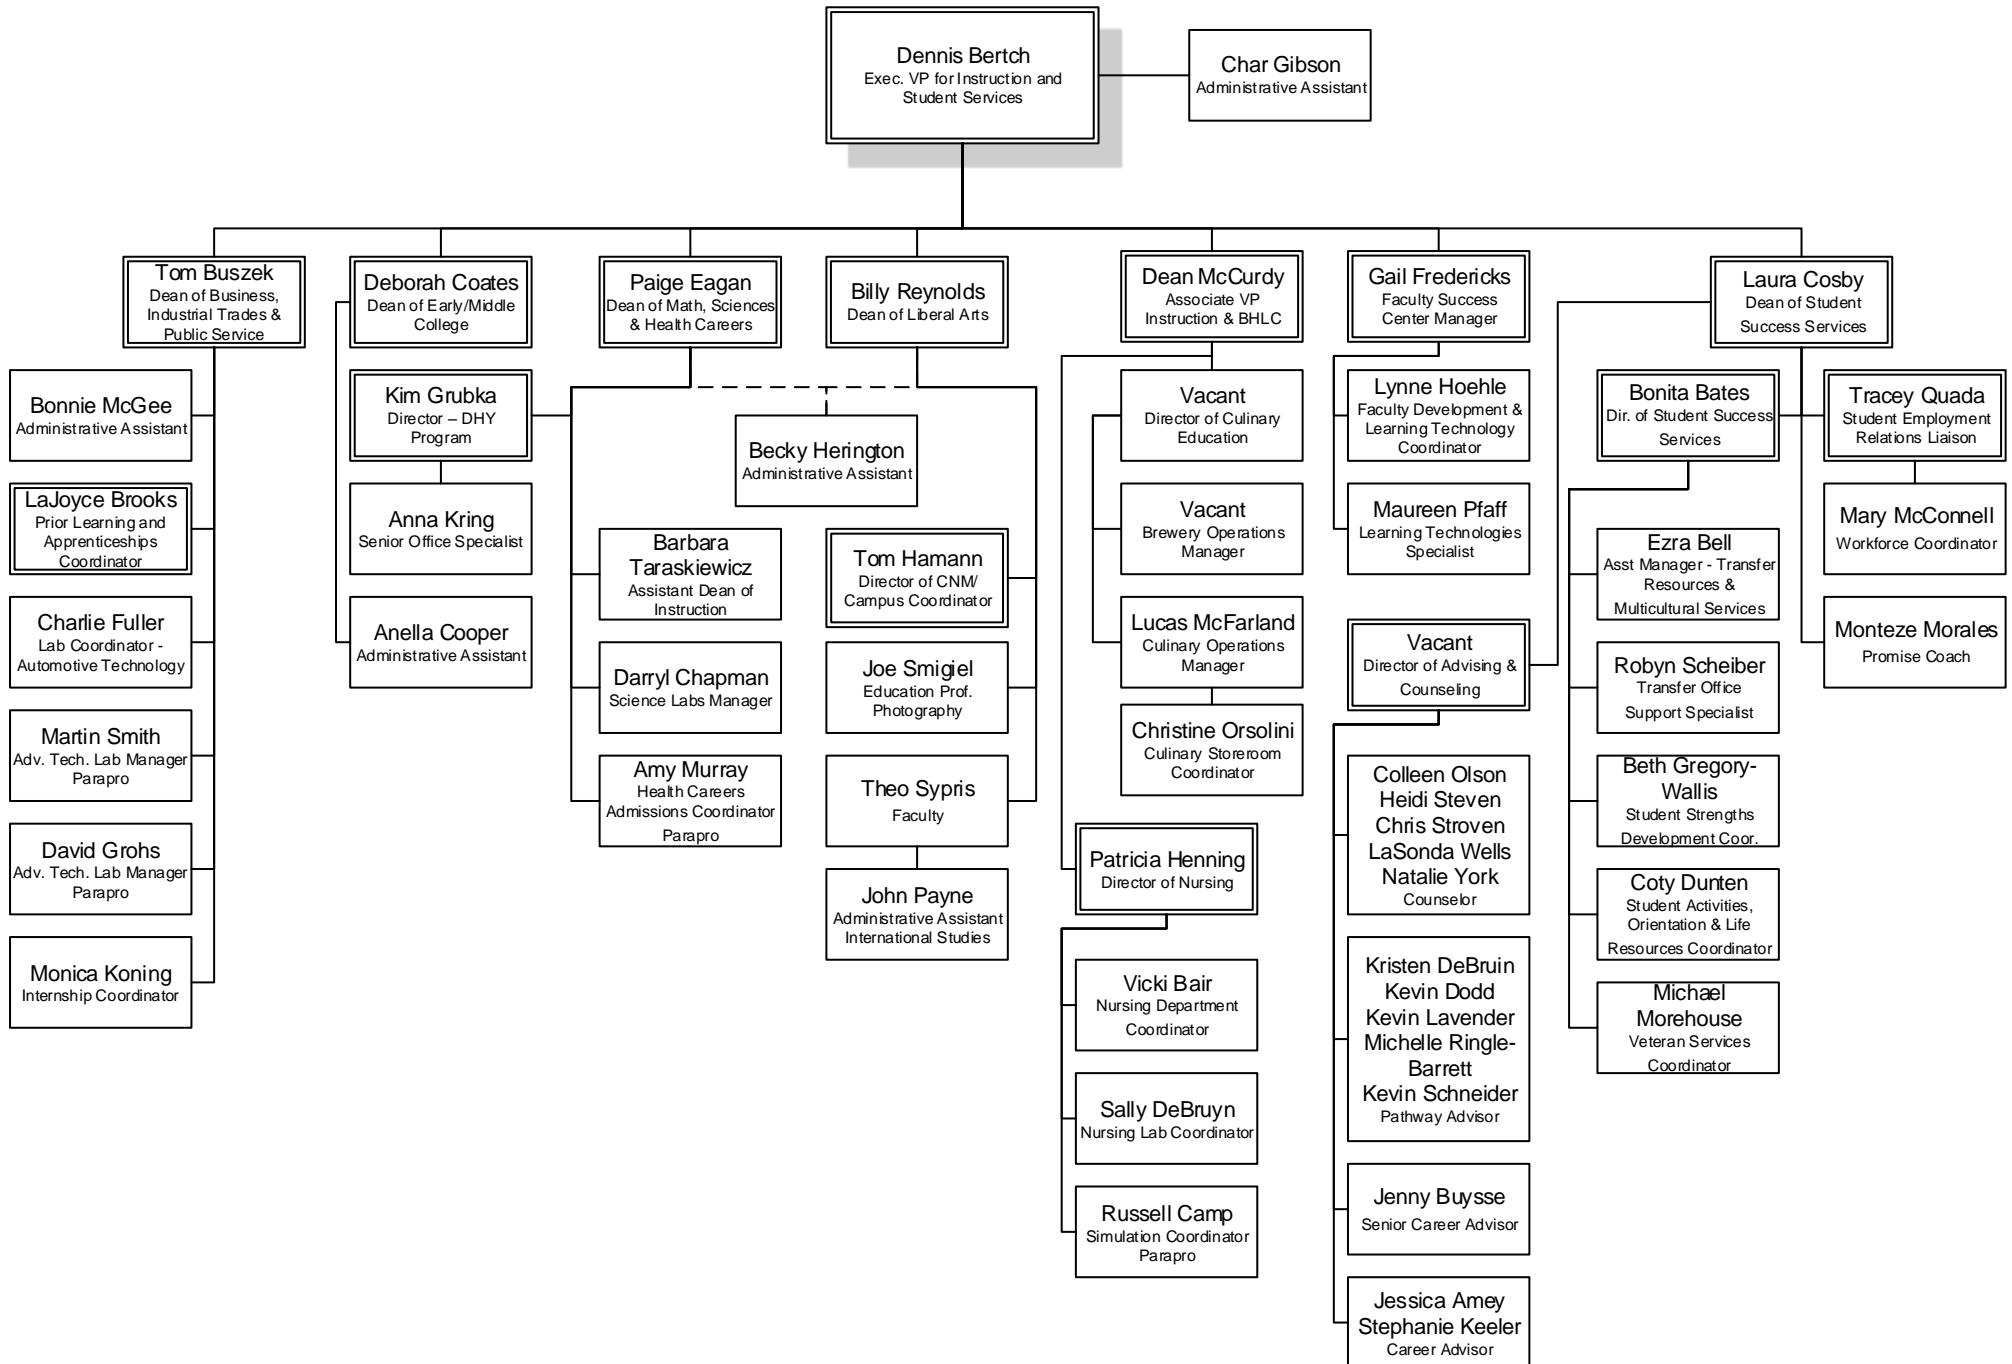 Dennis Bertch
Exec. VP for Instruction and
Student Services
Char Gibson
Administrative Assistant
Tom Buszek
Dean of Business,
Industrial Trades &
Public Service
Deborah Coates
Dean of Early/Middle
College
Paige Eagan
Dean of Math, Sciences
& Health Careers
Billy Reynolds
Dean of Liberal Arts
Dean McCurdy
Associate VP
Instruction & BHLC
Gail Fredericks
Faculty Success
Center Manager
Laura Cosby
Dean of Student
Success Services
Bonnie McGee
Administrative Assistant
LaJoyce Brooks
Prior Learning and
Apprenticeships
Coordinator
Charlie Fuller
Lab Coordinator -
Automotive Technology
Martin Smith
Adv. Tech. Lab Manager
Parapro
David Grohs
Adv. Tech. Lab Manager
Parapro
Monica Koning
Internship Coordinator
Kim Grubka
Director – DHY
Program
Anna Kring
Senior Office Specialist
Anella Cooper
Administrative Assistant
Becky Herington
Administrative Assistant
Barbara
Taraskiewicz
Assistant Dean of
Instruction
Darryl Chapman
Science Labs Manager
Amy Murray
Health Careers
Admissions Coordinator
Parapro
Tom Hamann
Director of CNM/
Campus Coordinator
Joe Smigiel
Education Prof.
Photography
Theo Sypris
Faculty
John Payne
Administrative Assistant
International Studies
Vacant
Director of Culinary
Education
Vacant
Brewery Operations
Manager
Lucas McFarland
Culinary Operations
Manager
Christine Orsolini
Culinary Storeroom
Coordinator
Patricia Henning
Director of Nursing
Vicki Bair
Nursing Department
Coordinator
Sally DeBruyn
Nursing Lab Coordinator
Russell Camp
Simulation Coordinator
Parapro
Lynne Hoehle
Faculty Development &
Learning Technology
Coordinator
Maureen Pfaff
Learning Technologies
Specialist
Vacant
Director of Advising &
Counseling
Colleen Olson
Heidi Steven
Chris Stroven
LaSonda Wells
Natalie York
Counselor
Kristen DeBruin
Kevin Dodd
Kevin Lavender
Michelle Ringle-
Barrett
Kevin Schneider
Pathway Advisor
Jenny Buysse
Senior Career Advisor
Jessica Amey
Stephanie Keeler
Career Advisor
Bonita Bates
Dir. of Student Success
Services
Ezra Bell
Asst Manager - Transfer
Resources &
Multicultural Services
Robyn Scheiber
Transfer Office
Support Specialist
Beth Gregory-
Wallis
Student Strengths
Development Coor.
Coty Dunten
Student Activities,
Orientation & Life
Resources Coordinator
Michael
Morehouse
Veteran Services
Coordinator
Tracey Quada
Student Employment
Relations Liaison
Mary McConnell
Workforce Coordinator
Monteze Morales
Promise Coach